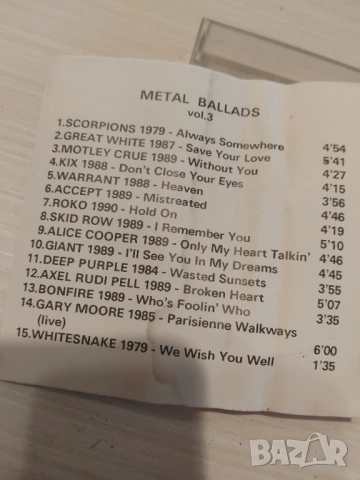 METAL BALLADS
vol.3
1.SCORPIONS 1979 - Always Somewhere 4'54
2.GREAT WHITE 1987 - Save Your Love 5'41
3.MOTLEY CRUE 1989 - Without You 4'27
4.KIX 1988 - Don't Close Your Eyes 4'15
5.WARRANT 1988 - Heaven 3'56
6.ACCEPT 1989 - Mistreated 4'46
7.ROKO 1990 - Hold On 4'19
8.SKID ROW 1989 - I Remember You 5'10
9.ALICE COOPER 1989 - Only My Heart Talkin' 4'46
10.GIANT 1989 - I'll See You In My Dreams 4'45
11.DEEP PURPLE 1984 - Wasted Sunsets 3'55
12.AXEL RUDI PELL 1989 - Broken Heart 5'07
13.BONFIRE 1989 - Who's Foolin' Who 3'35
14.GARY MOORE 1985 - Parisienne Walkways
(live) 6'00
15.WHITESNAKE 1979 - We Wish You Well 1'35
BAZAR